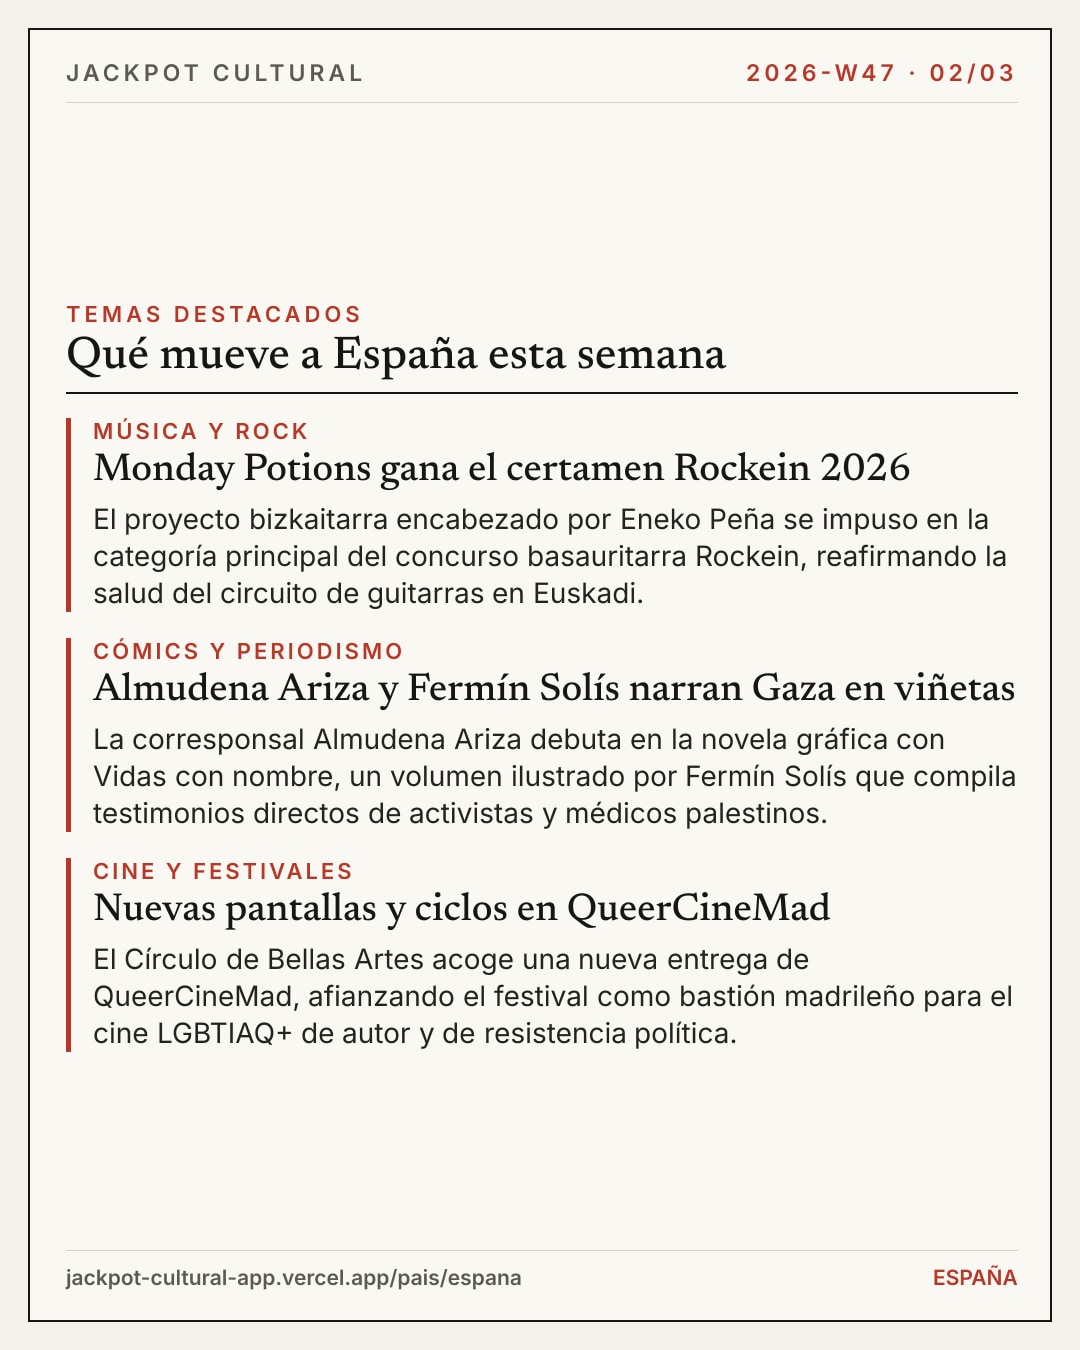 JACKPOT CULTURAL
2026-W47 · 02/03
TEMAS DESTACADOS
Qué mueve a España esta semana
MÚSICA Y ROCK
Monday Potions gana el certamen Rockein 2026
El proyecto bizkaitarra encabezado por Eneko Peña se impuso en la
categoría principal del concurso basauritarra Rockein, reafirmando la
salud del circuito de guitarras en Euskadi.
CÓMICS Y PERIODISMO
Almudena Ariza y Fermín Solís narran Gaza en viñetas
La corresponsal Almudena Ariza debuta en la novela gráfica con
Vidas con nombre, un volumen ilustrado por Fermín Solís que compila
testimonios directos de activistas y médicos palestinos.
CINE Y FESTIVALES
Nuevas pantallas y ciclos en QueerCineMad
El Círculo de Bellas Artes acoge una nueva entrega de
QueerCineMad, afianzando el festival como bastión madrileño para el
cine LGBTIAQ+ de autor y de resistencia política.
jackpot-cultural-app.vercel.app/pais/espana
ESPAÑA